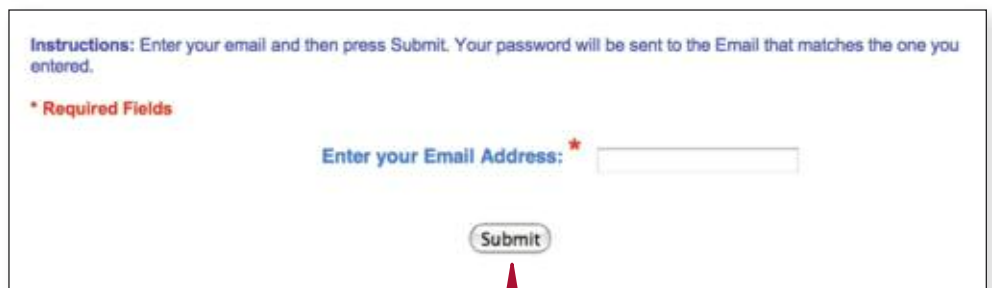 Instructions: Enter your email and then press Submit. Your password will be sent to the Email that matches the one you
entered.
* Required Fields
Enter your Email Address: *
Submit